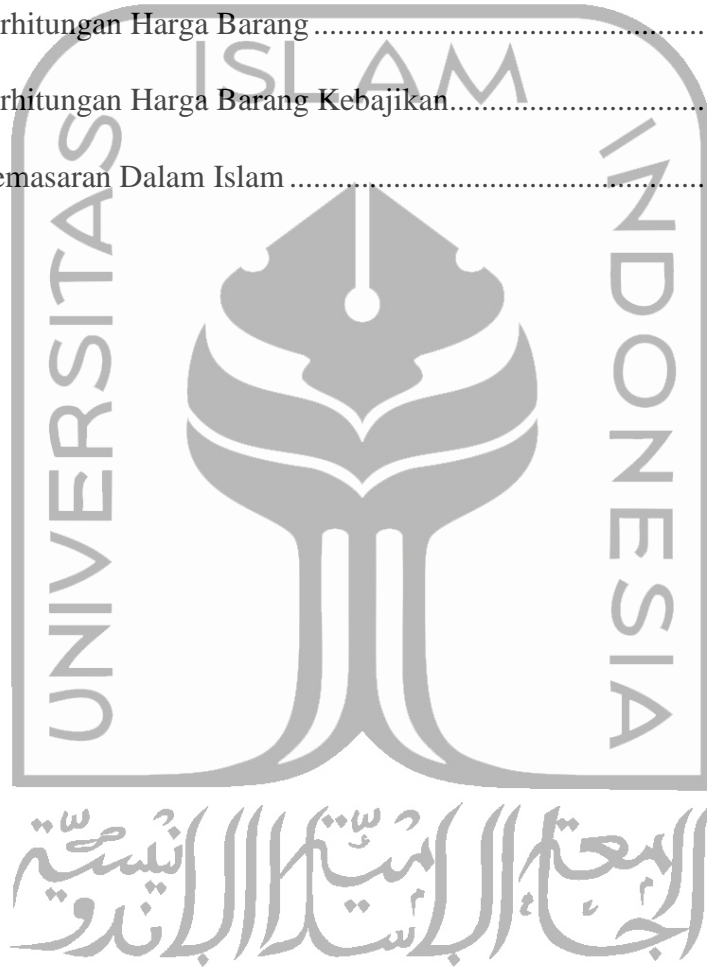 rhitungan Harga Barang ................................................
rhitungan Harga Barang Kebajikan................................
emasaran Dalam Islam ...................................................
UNIVERSITAS
ISLAM
INDONESIA
الجامعة الإسلامية الإندونيسية